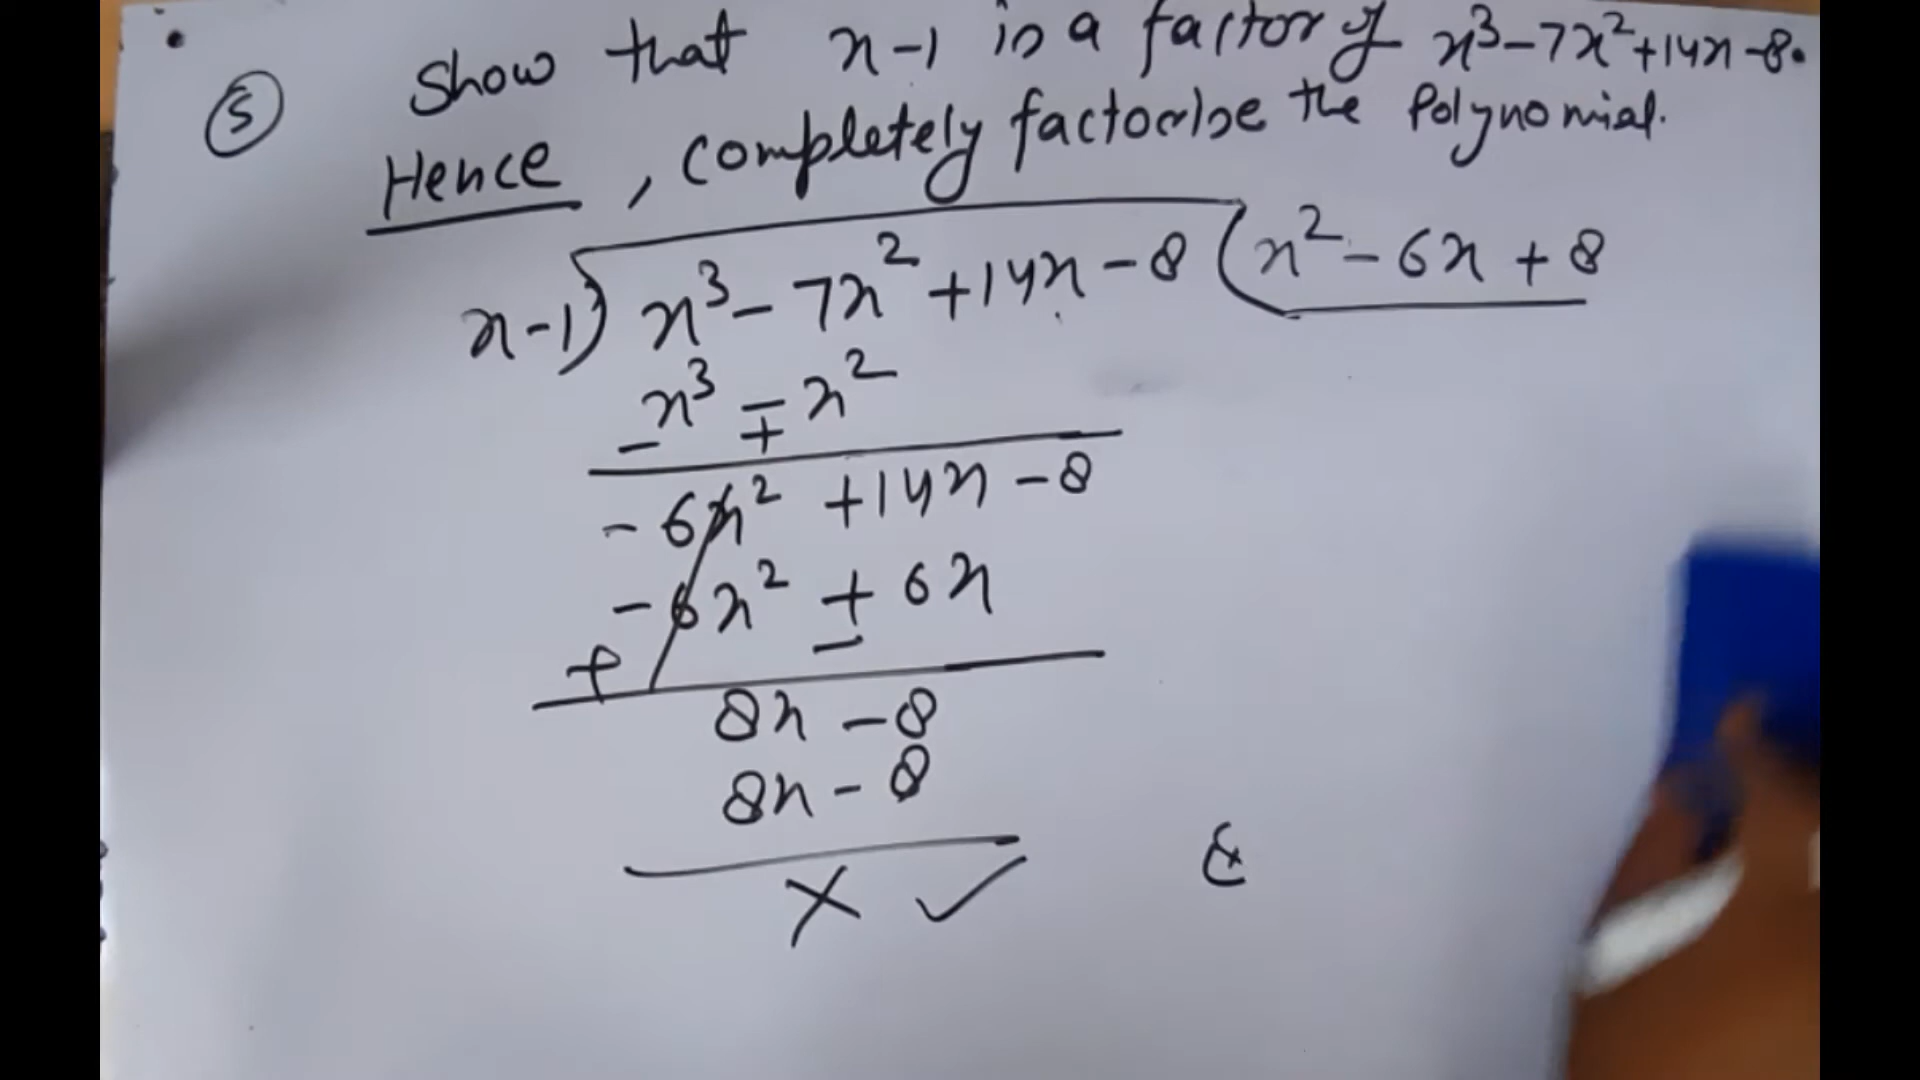 ⑤ Show that x-1 is a factor of x³-7x²+14x-8.
Hence, completely factorise the Polynomial.
x-1) x³-7x²+14x-8 (x²-6x+8
x³ - x²
- +
-6x² +14x -8
-6x² + 6x
+ -
8x -8
8x - 8
X ✓
&